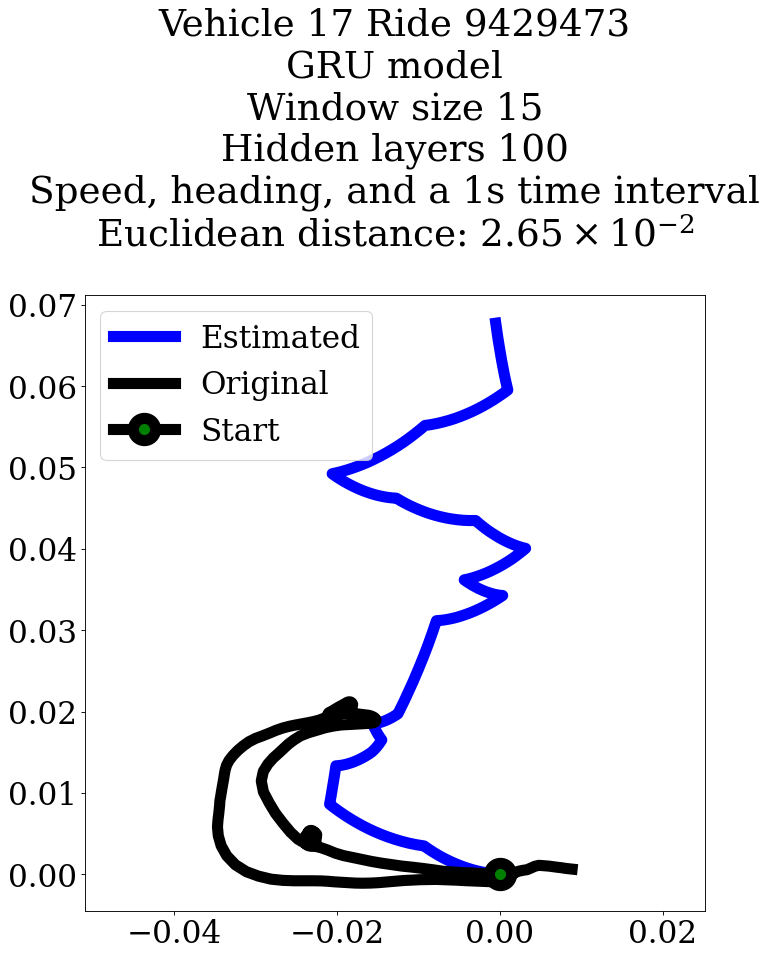 Vehicle 17 Ride 9429473
GRU model
Window size 15
Hidden layers 100
Speed, heading, and a 1s time interval
Euclidean distance: 2.65 × 10⁻²
0.07
0.06
0.05
0.04
0.03
0.02
0.01
0.00
Estimated
Original
Start
−0.04 −0.02 0.00 0.02